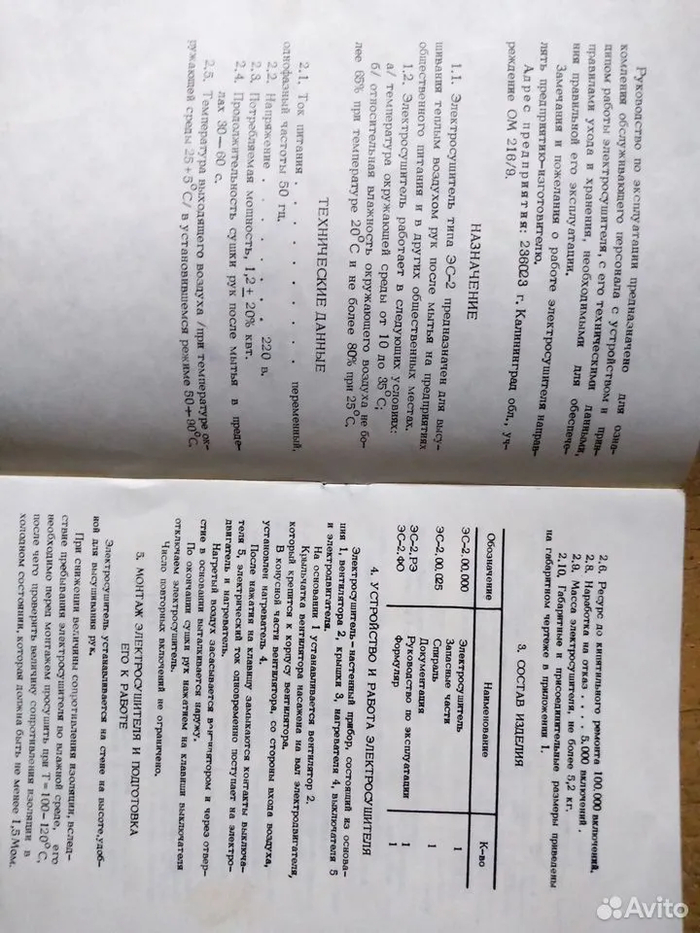 Руководство по эксплуатации предназначено для озна-
комления обслуживающего персонала с устройством и прин-
ципом работы электросушителя, с его техническими данными,
правилами ухода и хранения, необходимыми для обеспече-
ния правильной его эксплуатации.
Замечания и пожелания о работе электросушителя направ-
лять предприятию-изготовителю.
Адрес предприятия: 236023 г. Калининград обл., уч-
реждение ОМ 216/9.
НАЗНАЧЕНИЕ
1.1. Электросушитель типа ЭС-2 предназначен для высу-
шивания теплым воздухом рук после мытья на предприятиях
общественного питания и в других общественных местах.
1.2. Электросушитель работает в следующих условиях:
а/ температура окружающей среды от 10 до 35°С;
б/ относительная влажность окружающего воздуха не бо-
лее 65% при температуре 20°С и не более 80% при 25°С.
ТЕХНИЧЕСКИЕ ДАННЫЕ
2.1. Ток питания . . . . . . . . . . переменный,
однофазный частоты 50 гц.
2.2. Напряжение . . . . . . . 220 в.
2.3. Потребляемая мощность, 1,2± 20% квт.
2.4. Продолжительность сушки рук после мытья в преде-
лах 30—60 с.
2.5. Температура выходящего воздуха /при температуре ок-
ружающей среды 25+5°С/ в установившемся режиме 50÷80°С.
2.6. Ресурс до капитального ремонта 100.000 включений.
2.8. Наработка на отказ . . . . 5.000 включений.
2.9. Масса электросушителя, не более 5,2 кг.
2.10. Габаритные и присоединительные размеры приведены
на габаритном чертеже в приложении 1.
3. СОСТАВ ИЗДЕЛИЯ
Обозначение Наименование К-во
ЭС-2.00.000 Электросушитель 1
Запасные части
ЭС-2.00.025 Спираль 1
Документация
ЭС-2.РЭ Руководство по эксплуатации 1
ЭС-2.ФО Формуляр 1
4. УСТРОЙСТВО И РАБОТА ЭЛЕКТРОСУШИТЕЛЯ
Электросушитель – настенный прибор, состоящий из основа-
ния 1, вентилятора 2, крышки 3, нагревателя 4, выключателя 5
и электродвигателя.
На основании 1 устанавливается вентилятор 2.
Крыльчатка вентилятора насажена на вал электродвигателя,
который крепится к корпусу вентилятора.
В конусной части вентилятора, со стороны входа воздуха,
установлен нагреватель 4.
После нажатия на клавишу замыкаются контакты выключа-
теля 5, электрический ток одновременно поступает на электро-
двигатель и нагреватель.
Нагретый воздух засасывается вентилятором и через отвер-
стие в основании выталкивается наружу.
По окончании сушки рук нажатием на клавиши выключателя
отключаем электросушитель.
Число повторных включений не ограничено.
5. МОНТАЖ ЭЛЕКТРОСУШИТЕЛЯ И ПОДГОТОВКА
ЕГО К РАБОТЕ
Электросушитель устанавливается на стене на высоте, удоб-
ной для высушивания рук.
При снижении величины сопротивления изоляции, вслед-
ствие пребывания электросушителя во влажной среде, его
необходимо перед монтажем просушить при Т=100-120°С,
после чего проверить величину сопротивления изоляции в
холодном состоянии, которая должна быть не менее 1,5 Мом.
Avito